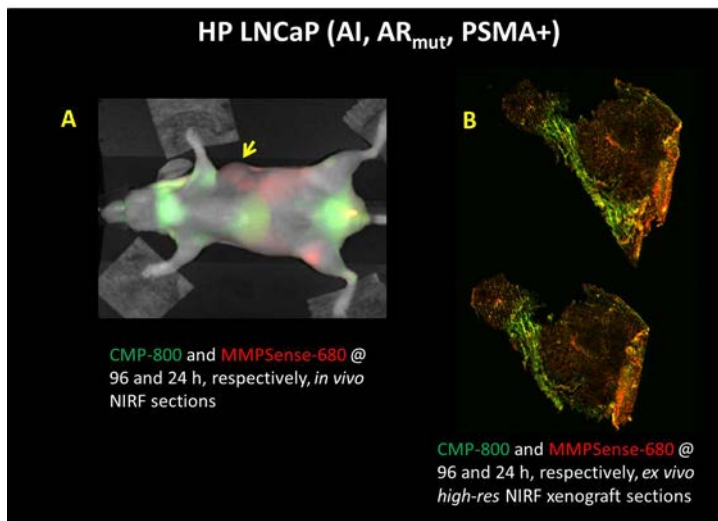 HP LNCaP (AI, ARmut, PSMA+)
A
B
CMP-800 and MMPSense-680 @
96 and 24 h, respectively, in vivo
NIRF sections
CMP-800 and MMPSense-680 @
96 and 24 h, respectively, ex vivo
high-res NIRF xenograft sections